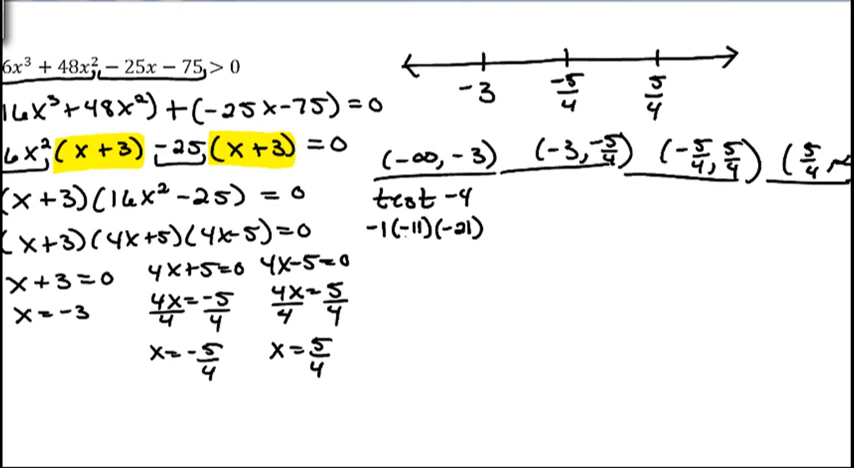 6x³ + 48x² - 25x - 75 > 0
16x³+48x²) + (-25x-75) = 0
6x²(x+3) -25(x+3) = 0
(x+3)(16x²-25) = 0
(x+3)(4x+5)(4x-5)=0
x+3=0 4x+5=0 4x-5=0
x=-3 4x/4 = -5/4 4x/4 = 5/4
x=-5/4 x=5/4
-3 -5/4 5/4
(-∞, -3) (-3, -5/4) (-5/4, 5/4) (5/4, ∞
test -4
-1(-11)(-21)